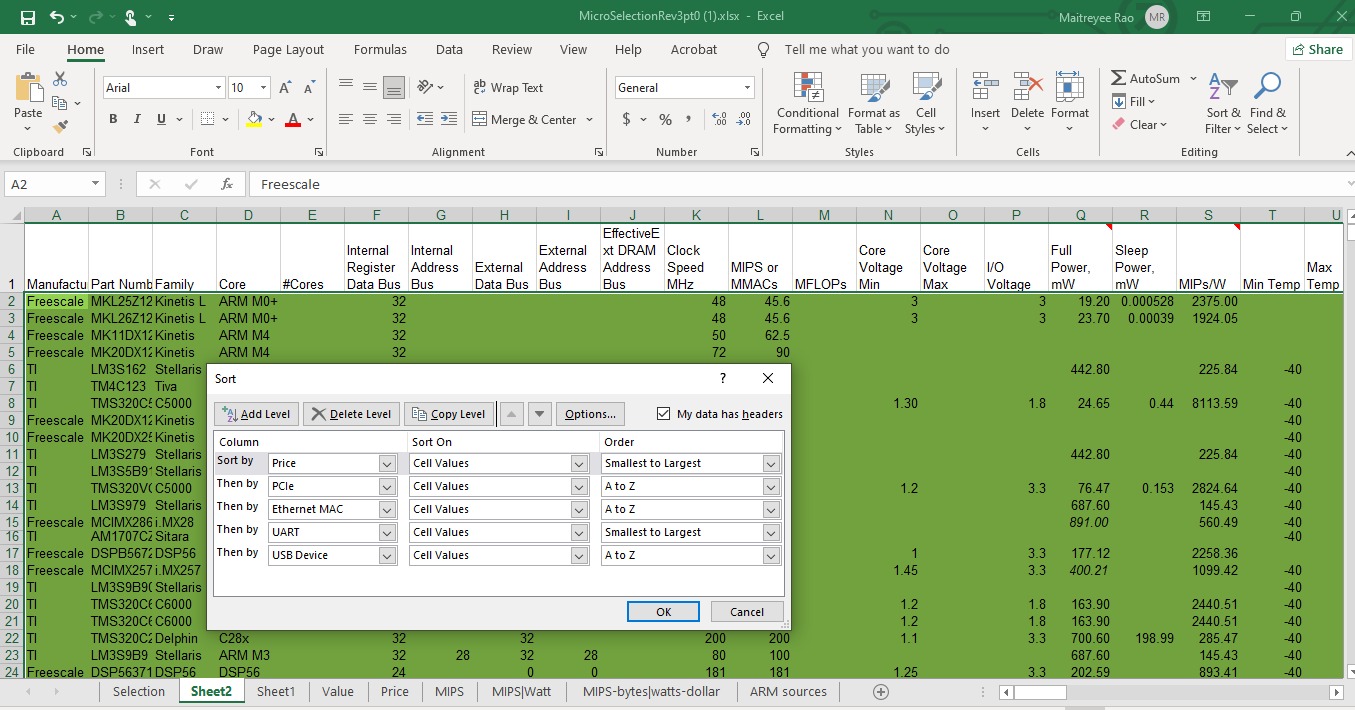 MicroSelectionRev3pt0 (1).xlsx - Excel
Maitreyee Rao MR
File Home Insert Draw Page Layout Formulas Data Review View Help Acrobat Tell me what you want to do Share
Paste
Arial 10
B I U
Wrap Text
Merge & Center
General
$ % ,
Conditional Formatting
Format as Table
Cell Styles
Insert Delete Format
AutoSum
Fill
Clear
Sort & Filter
Find & Select
Clipboard Font Alignment Number Styles Cells Editing
A2 fx Freescale
A B C D E F G H I J K L M N O P Q R S T U
1 Manufactu Part Numb Family Core #Cores Internal Register Data Bus Internal Address Bus External Data Bus External Address Bus EffectiveE xt DRAM Address Bus Clock Speed MHz MIPS or MMACs MFLOPs Core Voltage Min Core Voltage Max I/O Voltage Full Power, mW Sleep Power, mW MIPs/W Min Temp Max Temp
2 Freescale MKL25Z12 Kinetis L ARM M0+ 32 48 45.6 3 3 19.20 0.000528 2375.00
3 Freescale MKL26Z12 Kinetis L ARM M0+ 32 48 45.6 3 3 23.70 0.00039 1924.05
4 Freescale MK11DX12 Kinetis ARM M4 32 50 62.5
5 Freescale MK20DX12 Kinetis ARM M4 32 72 90
6 TI LM3S162 Stellaris 442.80 225.84 -40
7 TI TM4C123 Tiva
8 TI TMS320C5 C5000 1.30 1.8 24.65 0.44 8113.59 -40
9 Freescale MK20DX12 Kinetis -40
10 Freescale MK20DX25 Kinetis -40
11 TI LM3S279 Stellaris 442.80 225.84 -40
12 TI LM3S5B91 Stellaris -40
13 TI TMS320VC C5000 1.2 3.3 76.47 0.153 2824.64 -40
14 TI LM3S979 Stellaris 687.60 145.43 -40
15 Freescale MCIMX286 i.MX28 891.00 560.49 -40
16 TI AM1707CZ Sitara -40
17 Freescale DSPB5672 DSP56 1 3.3 177.12 2258.36
18 Freescale MCIMX257 i.MX257 1.45 3.3 400.21 1099.42 -40
19 TI LM3S9B90 Stellaris -40
20 TI TMS320C6 C6000 1.2 1.8 163.90 2440.51 -40
21 TI TMS320C6 C6000 1.2 1.8 163.90 2440.51 -40
22 TI TMS320C2 Delphin C28x 32 32 200 200 1.1 3.3 700.60 198.99 285.47 -40
23 TI LM3S9B9 Stellaris ARM M3 32 28 32 28 80 100 687.60 145.43 -40
24 Freescale DSP56371 DSP56 DSP56 24 0 0 181 181 1.25 3.3 202.59 893.41 -40
Sort ?
Add Level Delete Level Copy Level Options... My data has headers
Column Sort On Order
Sort by Price Cell Values Smallest to Largest
Then by PCIe Cell Values A to Z
Then by Ethernet MAC Cell Values A to Z
Then by UART Cell Values Smallest to Largest
Then by USB Device Cell Values A to Z
OK Cancel
Selection Sheet2 Sheet1 Value Price MIPS MIPS|Watt MIPS-bytes|watts-dollar ARM sources